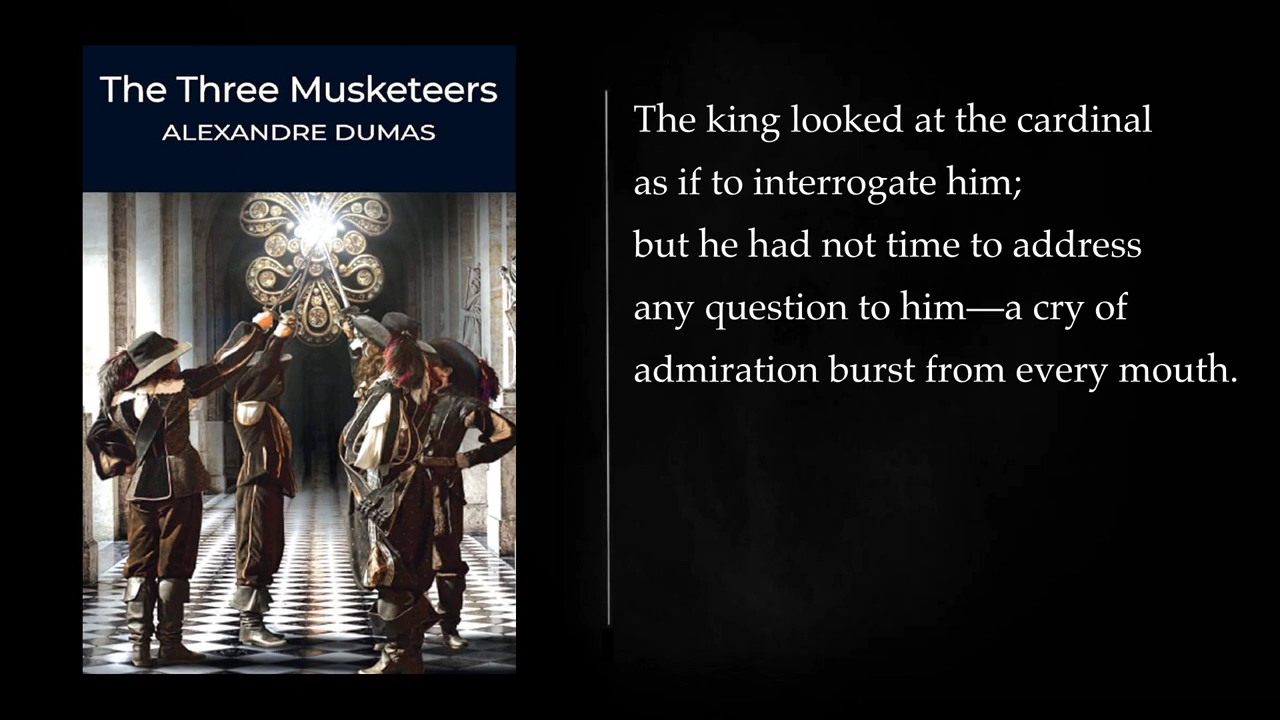 The Three Musketeers
ALEXANDRE DUMAS
The king looked at the cardinal
as if to interrogate him;
but he had not time to address
any question to him—a cry of
admiration burst from every mouth.